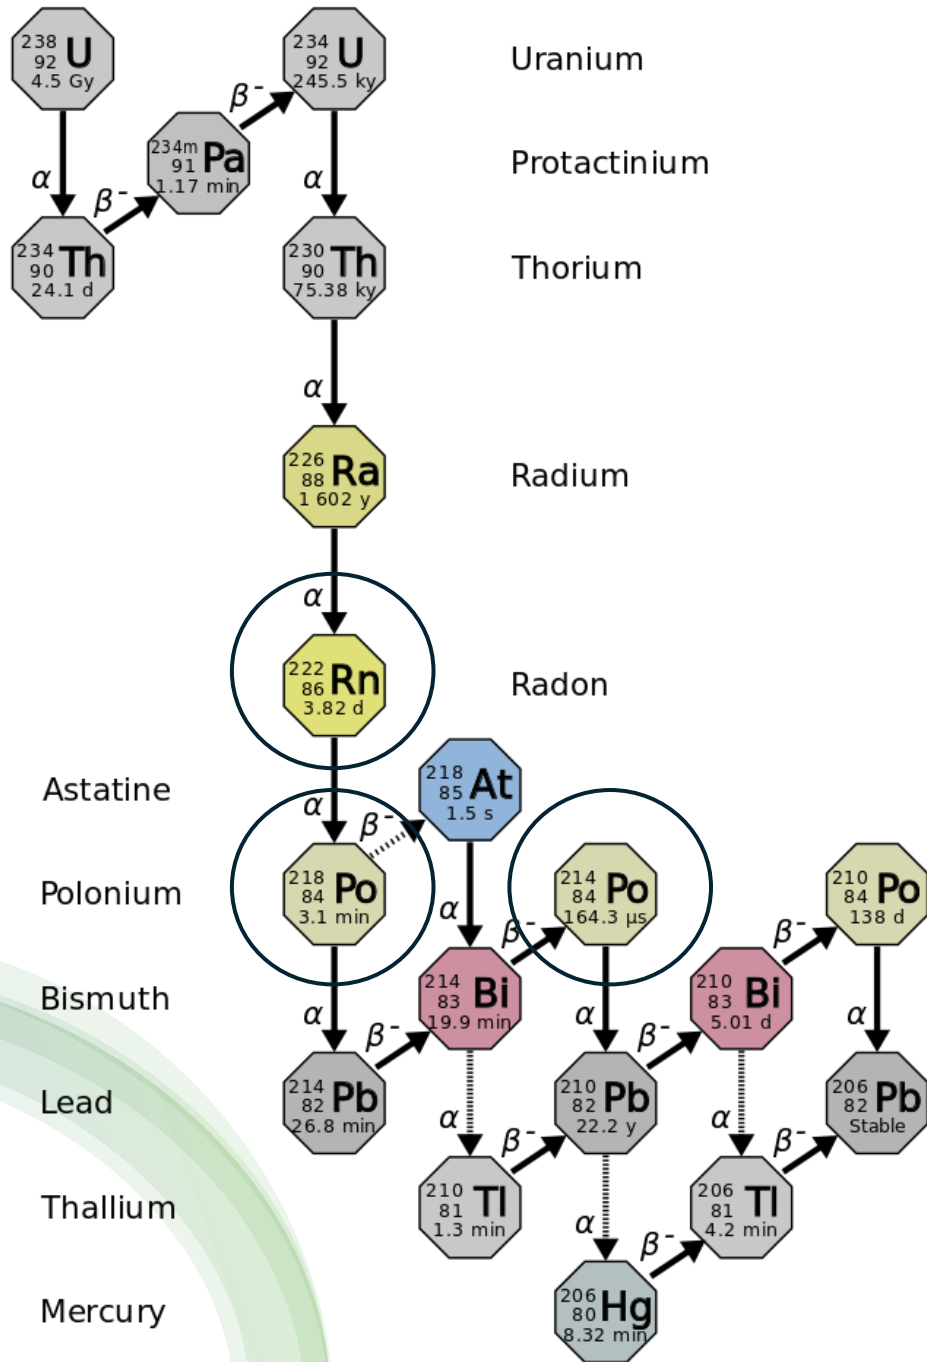 238
92 U
4.5 Gy
234
92 U
245.5 ky
Uranium
β⁻
234m
91 Pa
1.17 min
Protactinium
α
β⁻
α
234
90 Th
24.1 d
230
90 Th
75.38 ky
Thorium
α
226
88 Ra
1 602 y
Radium
α
222
86 Rn
3.82 d
Radon
218
85 At
1.5 s
Astatine
α
β⁻
218
84 Po
3.1 min
214
84 Po
164.3 µs
210
84 Po
138 d
Polonium
α
β⁻
β⁻
214
83 Bi
19.9 min
210
83 Bi
5.01 d
Bismuth
α
α
α
β⁻
β⁻
214
82 Pb
26.8 min
210
82 Pb
22.2 y
206
82 Pb
Stable
Lead
α
β⁻
α
β⁻
210
81 Tl
1.3 min
206
81 Tl
4.2 min
Thallium
α
β⁻
206
80 Hg
8.32 min
Mercury